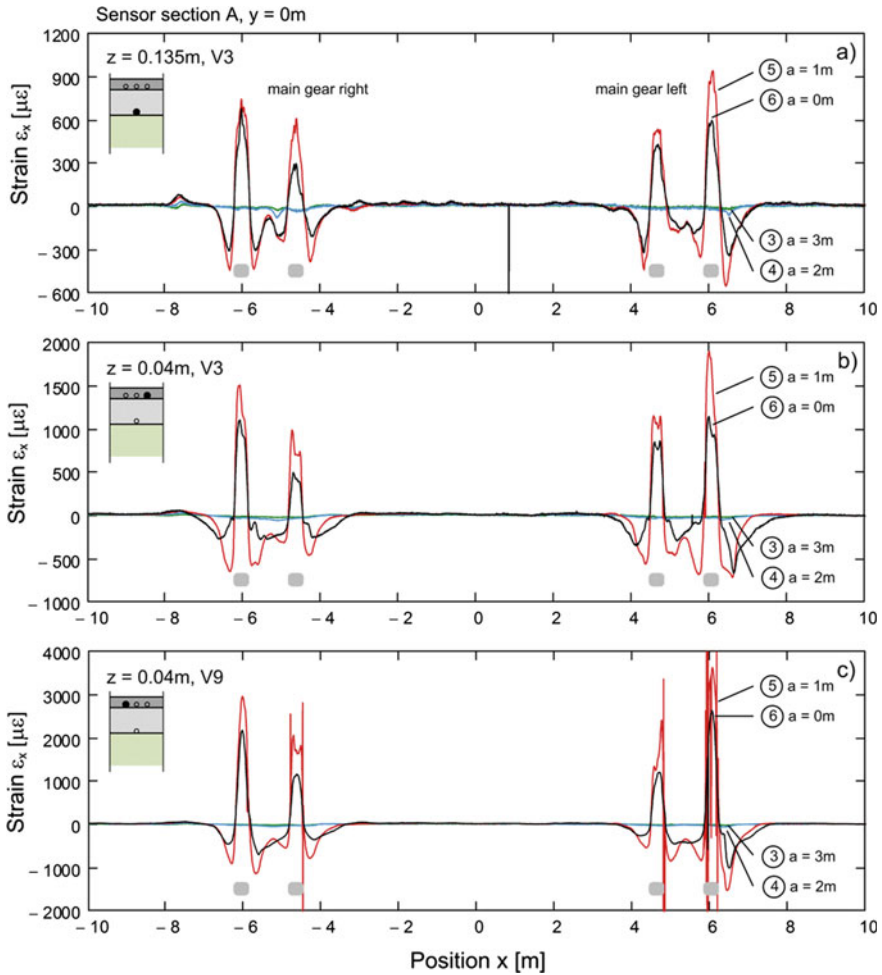 Sensor section A, y = 0m
z = 0.135m, V3
a)
main gear right
main gear left
⑤ a = 1m
⑥ a = 0m
③ a = 3m
④ a = 2m
Strain εx [με]
1200
900
600
300
0
– 300
– 600
– 10 – 8 – 6 – 4 – 2 0 2 4 6 8 10
z = 0.04m, V3
b)
⑤ a = 1m
⑥ a = 0m
③ a = 3m
④ a = 2m
Strain εx [με]
2000
1500
1000
500
0
– 500
– 1000
– 10 – 8 – 6 – 4 – 2 0 2 4 6 8 10
z = 0.04m, V9
c)
⑤ a = 1m
⑥ a = 0m
③ a = 3m
④ a = 2m
Strain εx [με]
4000
3000
2000
1000
0
– 1000
– 2000
– 10 – 8 – 6 – 4 – 2 0 2 4 6 8 10
Position x [m]